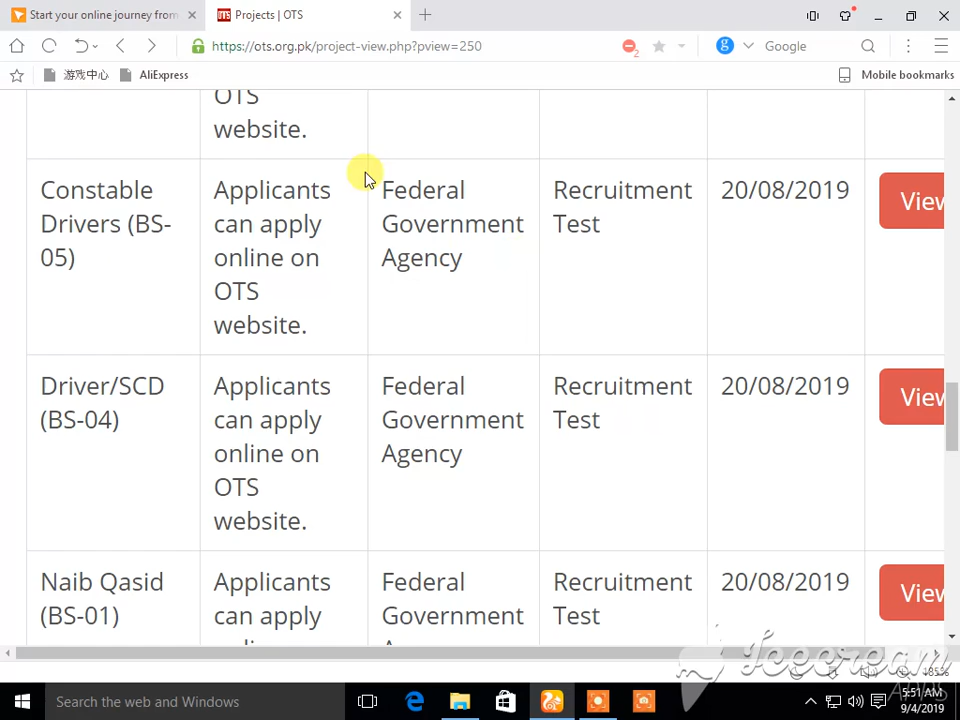 Start your online journey from
Projects | OTS
https://ots.org.pk/project-view.php?pview=250
2
g
Google
游戏中心
AliExpress
Mobile bookmarks
OTS
website.
Constable
Drivers (BS-
05)
Applicants
can apply
online on
OTS
website.
Federal
Government
Agency
Recruitment
Test
20/08/2019
View
Driver/SCD
(BS-04)
Applicants
can apply
online on
OTS
website.
Federal
Government
Agency
Recruitment
Test
20/08/2019
View
Naib Qasid
(BS-01)
Applicants
can apply
Federal
Government
Recruitment
Test
20/08/2019
View
Icecream
Apps
185%
Search the web and Windows
5:51 AM
9/4/2019